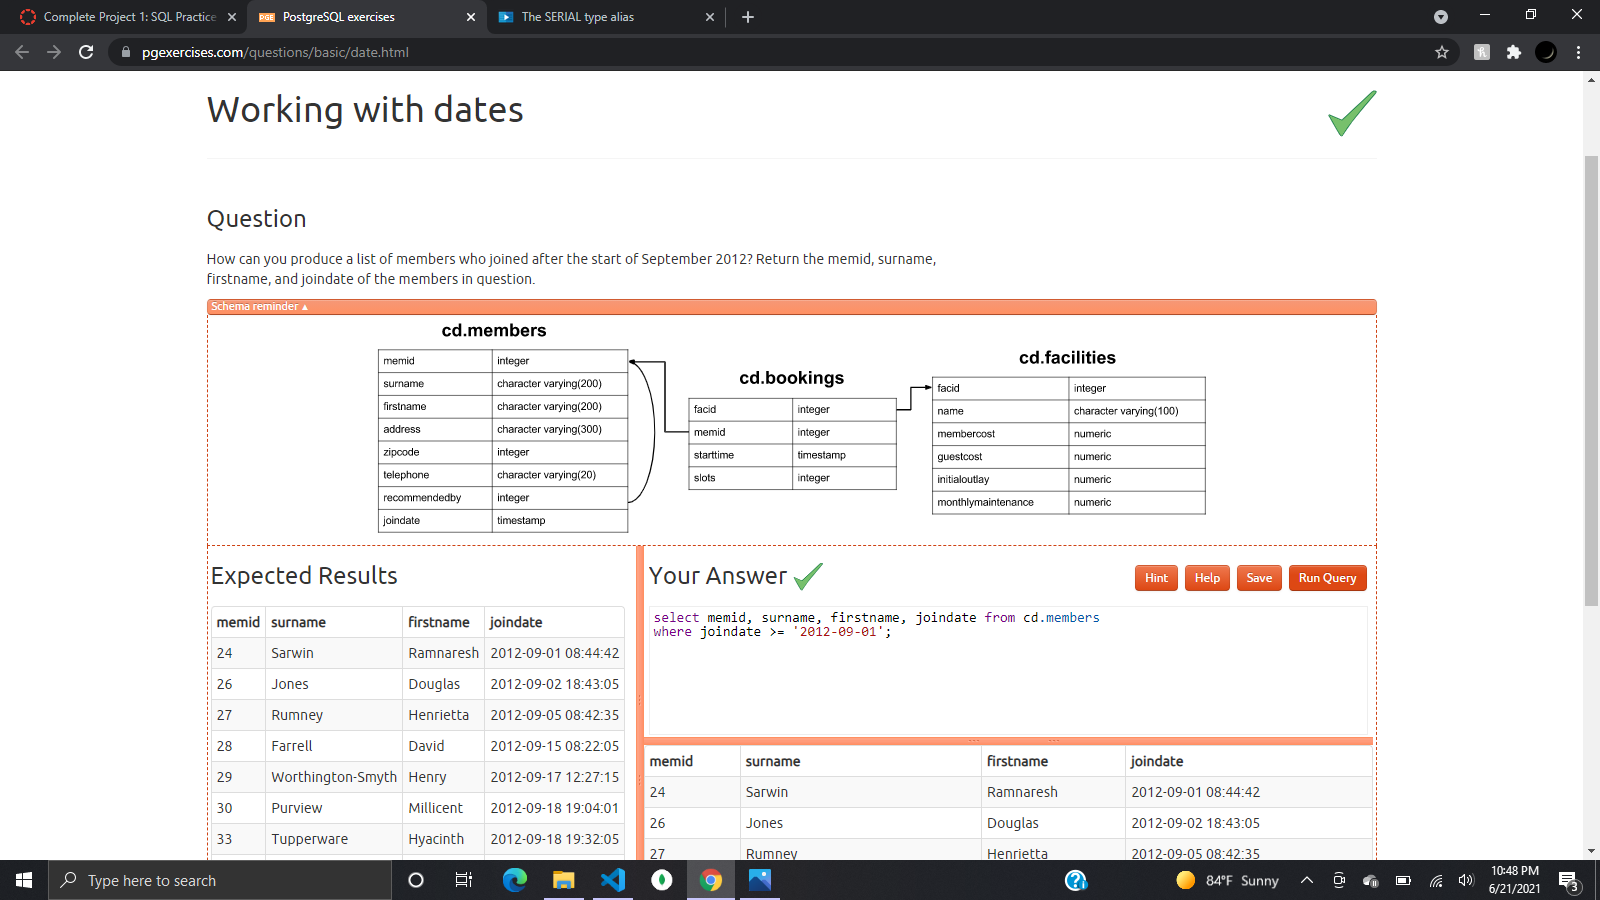 Complete Project 1: SQL Practice
PGE PostgreSQL exercises
The SERIAL type alias
pgexercises.com/questions/basic/date.html
Working with dates
Question
How can you produce a list of members who joined after the start of September 2012? Return the memid, surname,
firstname, and joindate of the members in question.
Schema reminder ▲
cd.members
memid integer
surname character varying(200)
firstname character varying(200)
address character varying(300)
zipcode integer
telephone character varying(20)
recommendedby integer
joindate timestamp
cd.bookings
facid integer
memid integer
starttime timestamp
slots integer
cd.facilities
facid integer
name character varying(100)
membercost numeric
guestcost numeric
initialoutlay numeric
monthlymaintenance numeric
Expected Results
memid surname firstname joindate
24 Sarwin Ramnaresh 2012-09-01 08:44:42
26 Jones Douglas 2012-09-02 18:43:05
27 Rumney Henrietta 2012-09-05 08:42:35
28 Farrell David 2012-09-15 08:22:05
29 Worthington-Smyth Henry 2012-09-17 12:27:15
30 Purview Millicent 2012-09-18 19:04:01
33 Tupperware Hyacinth 2012-09-18 19:32:05
Your Answer
Hint Help Save Run Query
select memid, surname, firstname, joindate from cd.members
where joindate >= '2012-09-01';
memid surname firstname joindate
24 Sarwin Ramnaresh 2012-09-01 08:44:42
26 Jones Douglas 2012-09-02 18:43:05
27 Rumney Henrietta 2012-09-05 08:42:35
Type here to search
84°F Sunny
10:48 PM
6/21/2021
3